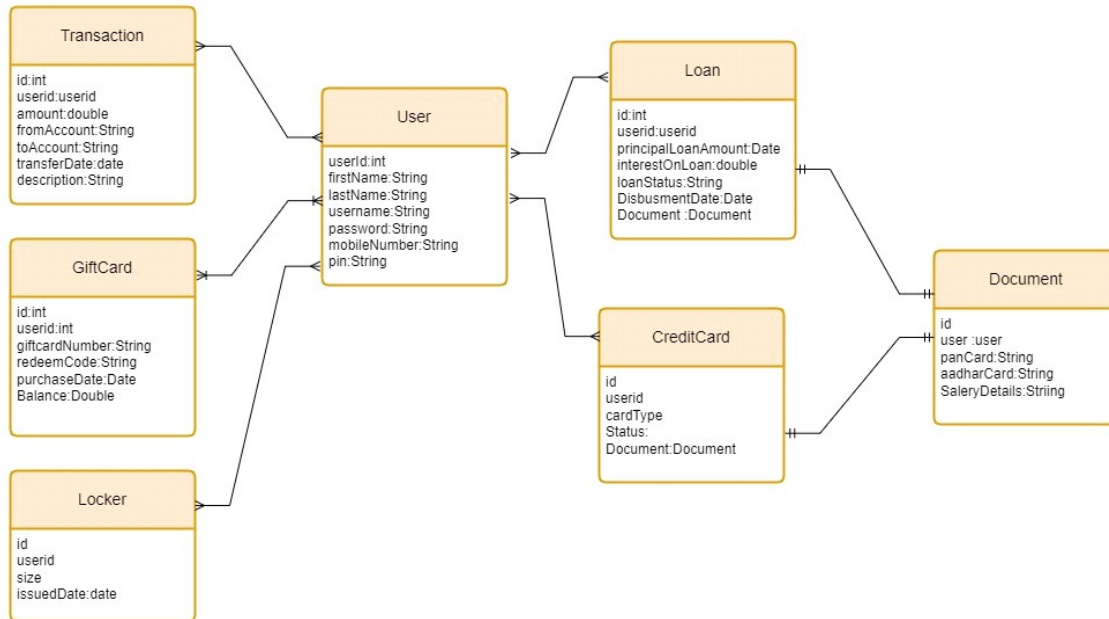 Transaction
id:int
userid:userid
amount:double
fromAccount:String
toAccount:String
transferDate:date
description:String
GiftCard
id:int
userid:int
giftcardNumber:String
redeemCode:String
purchaseDate:Date
Balance:Double
Locker
id
userid
size
issuedDate:date
User
userId:int
firstName:String
lastName:String
username:String
password:String
mobileNumber:String
pin:String
Loan
id:int
userid:userid
principalLoanAmount:Date
interestOnLoan:double
loanStatus:String
DisbusmentDate:Date
Document :Document
CreditCard
id
userid
cardType
Status:
Document:Document
Document
id
user :user
panCard:String
aadharCard:String
SaleryDetails:Striing